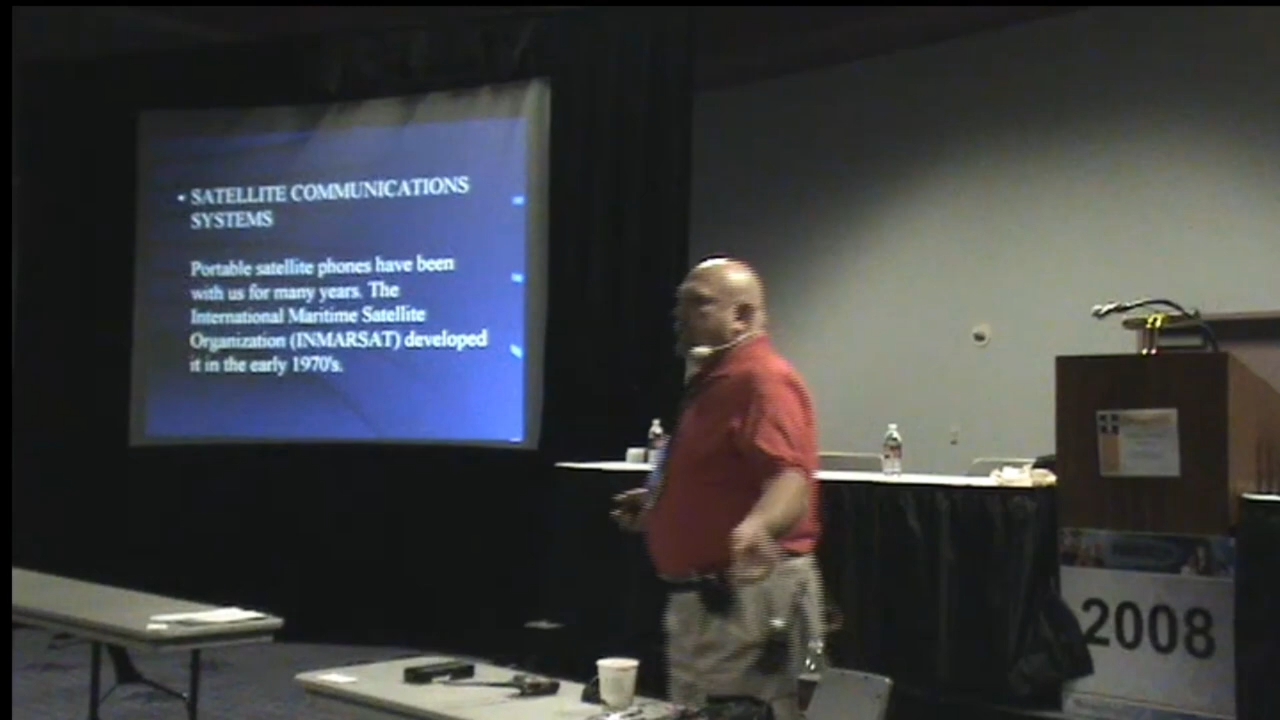 • SATELLITE COMMUNICATIONS
SYSTEMS
Portable satellite phones have been
with us for many years. The
International Maritime Satellite
Organization (INMARSAT) developed
it in the early 1970's.
2008